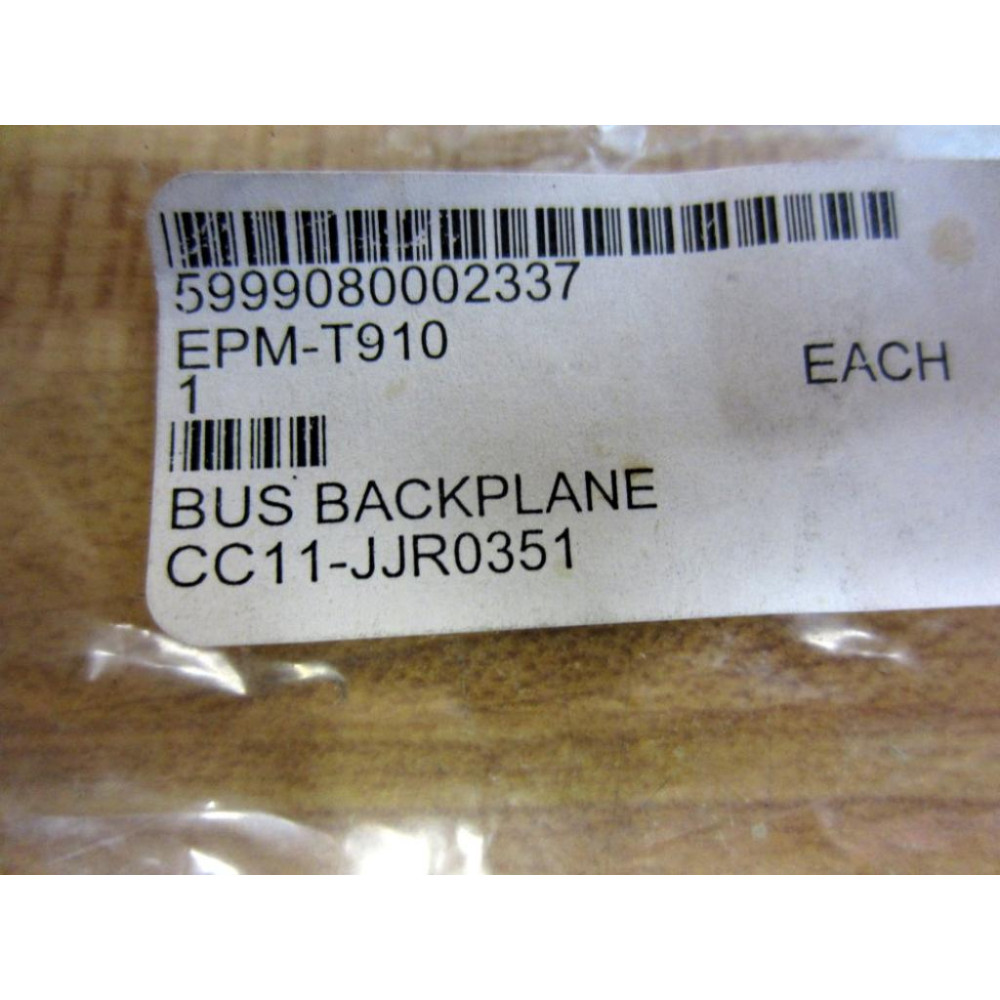 5999080002337
EPM-T910
1 EACH
BUS BACKPLANE
CC11-JJR0351